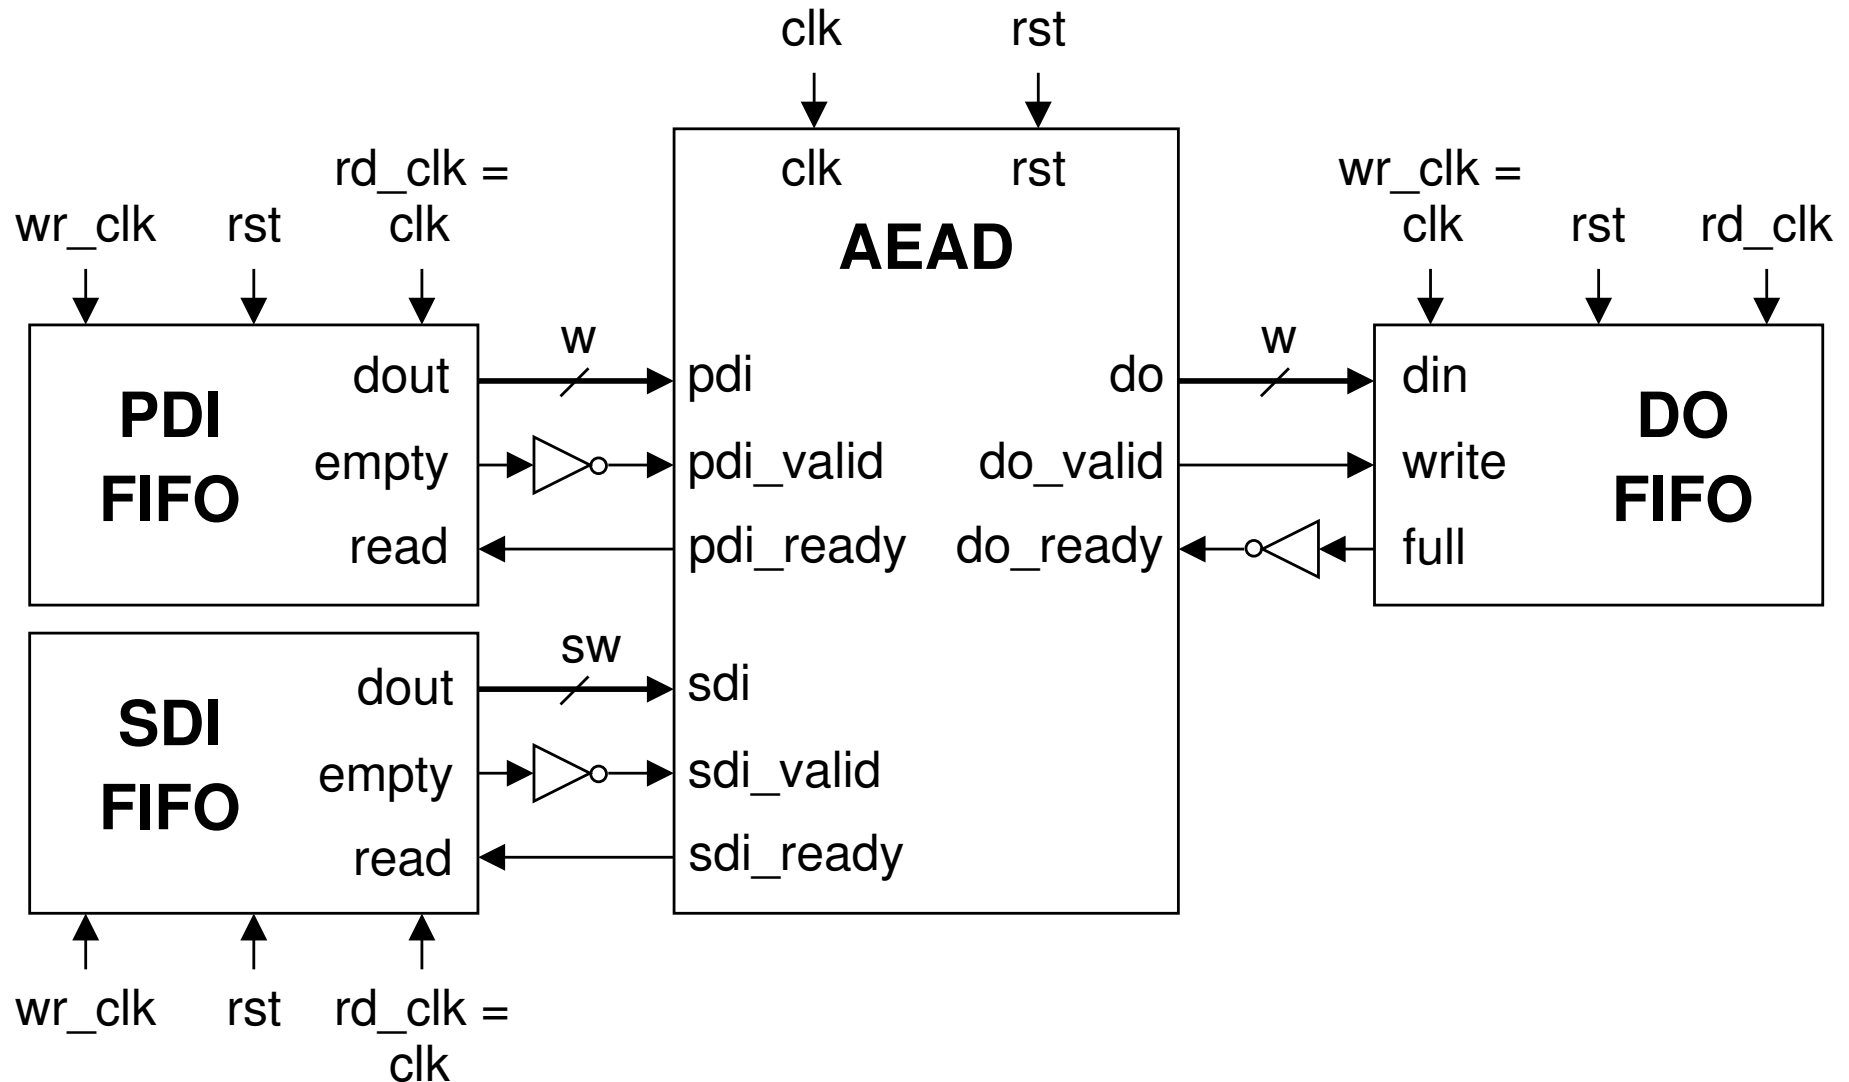 clk rst
rd_clk =
clk rst
wr_clk =
wr_clk rst clk
AEAD
clk rst rd_clk
w
w
dout
pdi
do
din
PDI
FIFO
DO
FIFO
empty
pdi_valid
do_valid
write
read
pdi_ready
do_ready
full
sw
dout
sdi
SDI
FIFO
empty
sdi_valid
read
sdi_ready
wr_clk rst rd_clk =
clk